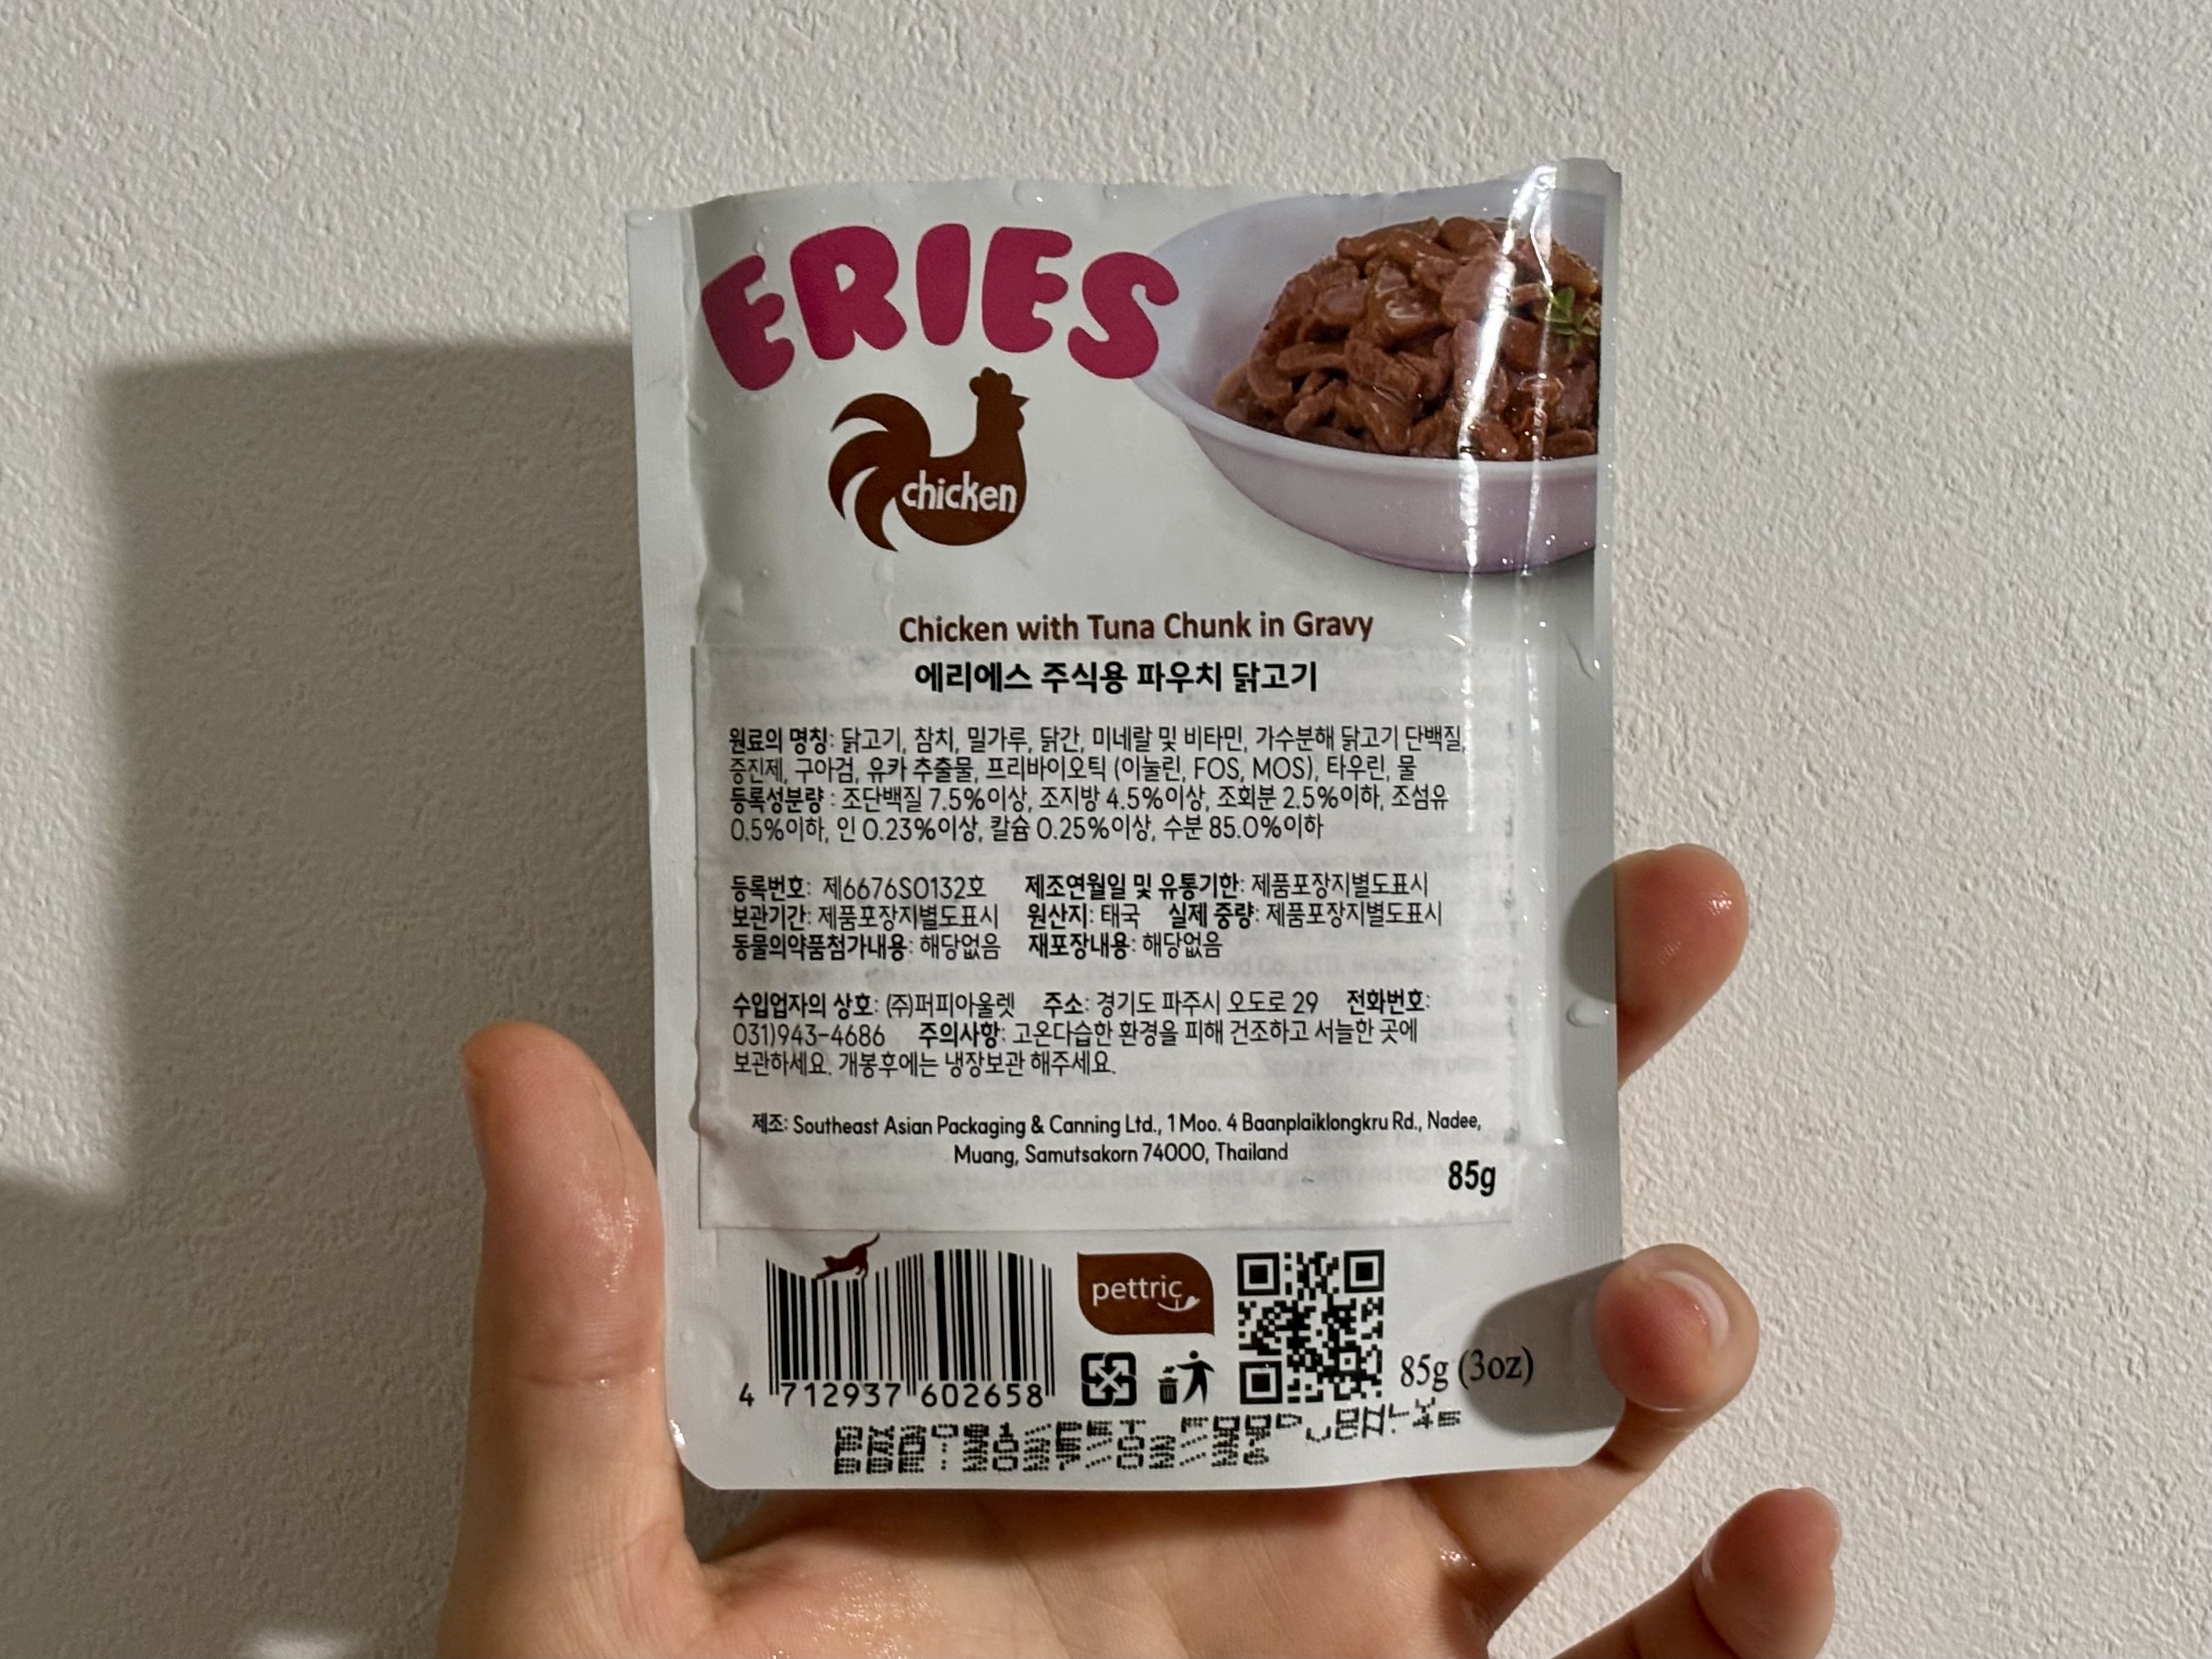 ERIES
chicken
Chicken with Tuna Chunk in Gravy
에리에스 주식용 파우치 닭고기
원료의 명칭: 닭고기, 참치, 밀가루, 닭간, 미네랄 및 비타민, 가수분해 닭고기 단백질,
증진제, 구아검, 유카 추출물, 프리바이오틱 (이눌린, FOS, MOS), 타우린, 물
등록성분량 : 조단백질 7.5%이상, 조지방 4.5%이상, 조회분 2.5%이하, 조섬유
0.5%이하, 인 0.23%이상, 칼슘 0.25%이상, 수분 85.0%이하
등록번호: 제6676S0132호 제조연월일 및 유통기한: 제품포장지별도표시
보관기간: 제품포장지별도표시 원산지: 태국 실제 중량: 제품포장지별도표시
동물의약품첨가내용: 해당없음 재포장내용: 해당없음
수입업자의 상호: (주)퍼피아울렛 주소: 경기도 파주시 오도로 29 전화번호:
031)943-4686 주의사항: 고온다습한 환경을 피해 건조하고 서늘한 곳에
보관하세요. 개봉후에는 냉장보관 해주세요.
제조: Southeast Asian Packaging & Canning Ltd., 1 Moo. 4 Baanplaiklongkru Rd., Nadee,
Muang, Samutsakorn 74000, Thailand
85g
pettric
4 712937 602658
85g (3oz)